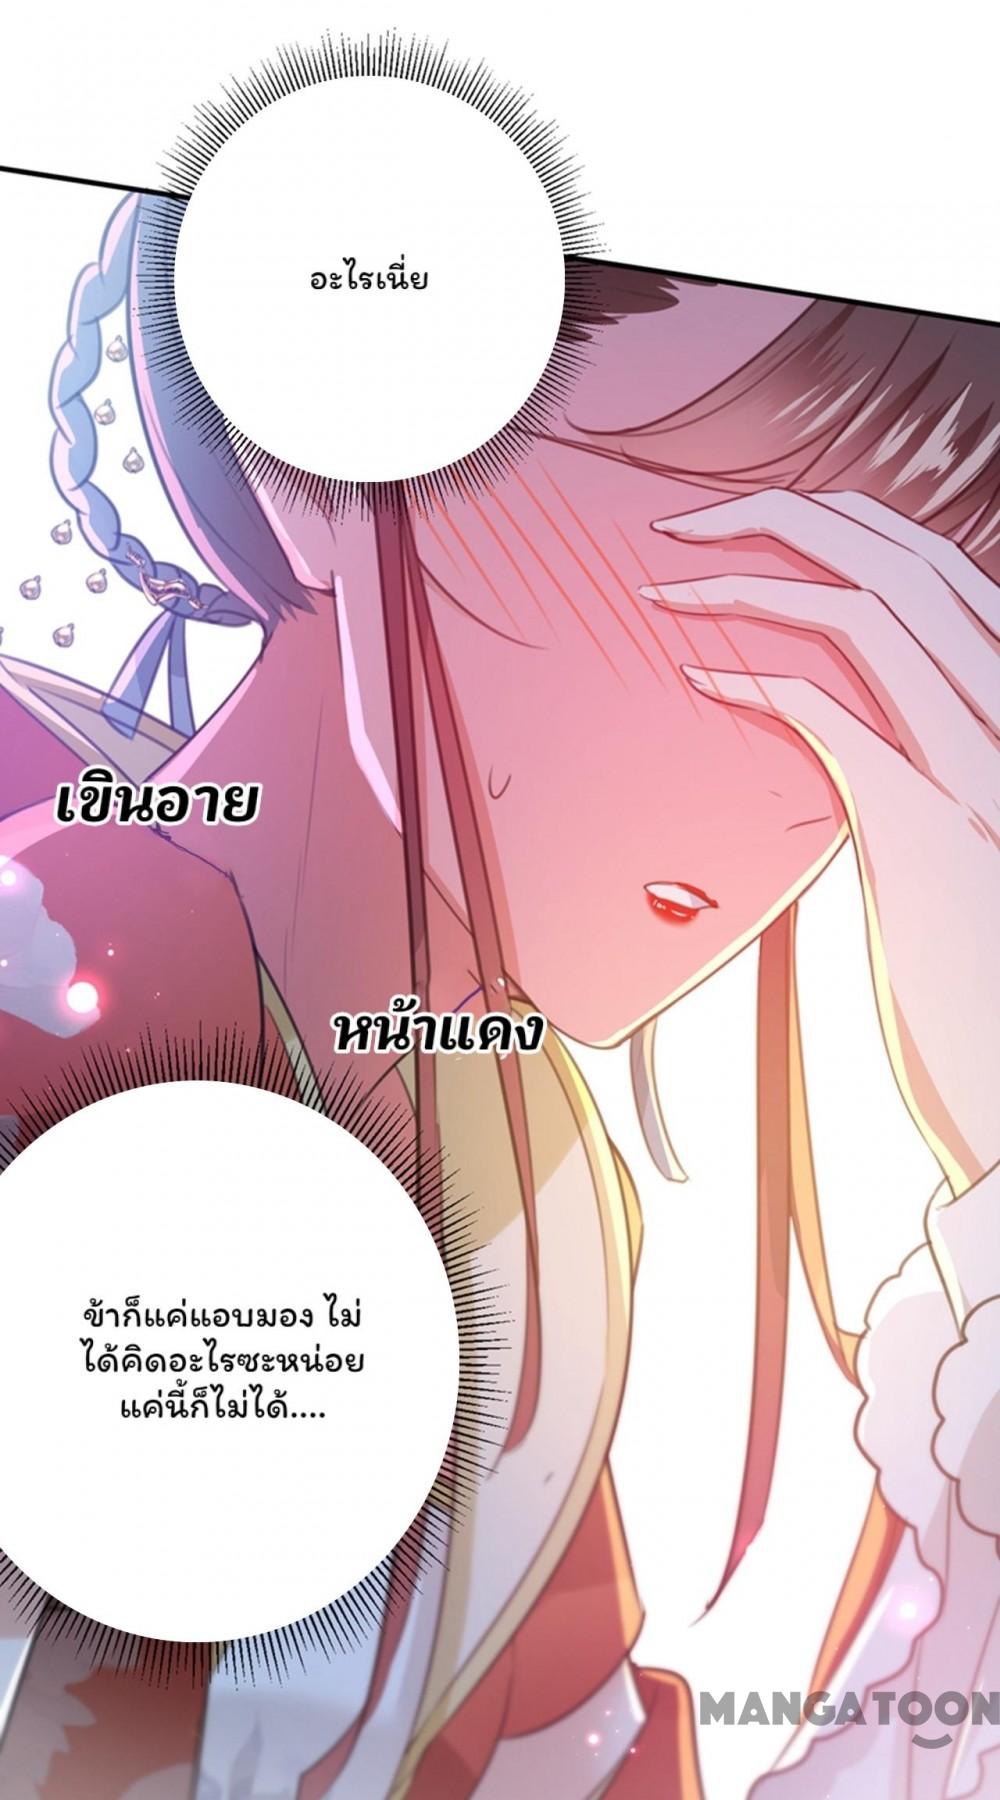 อะไรเนี่ย
เขินอาย
หน้าแดง
ข้าก็แค่แอบมอง ไม่
ได้คิดอะไรซะหน่อย
แค่นี้ก็ไม่ได้....
MANGATOON